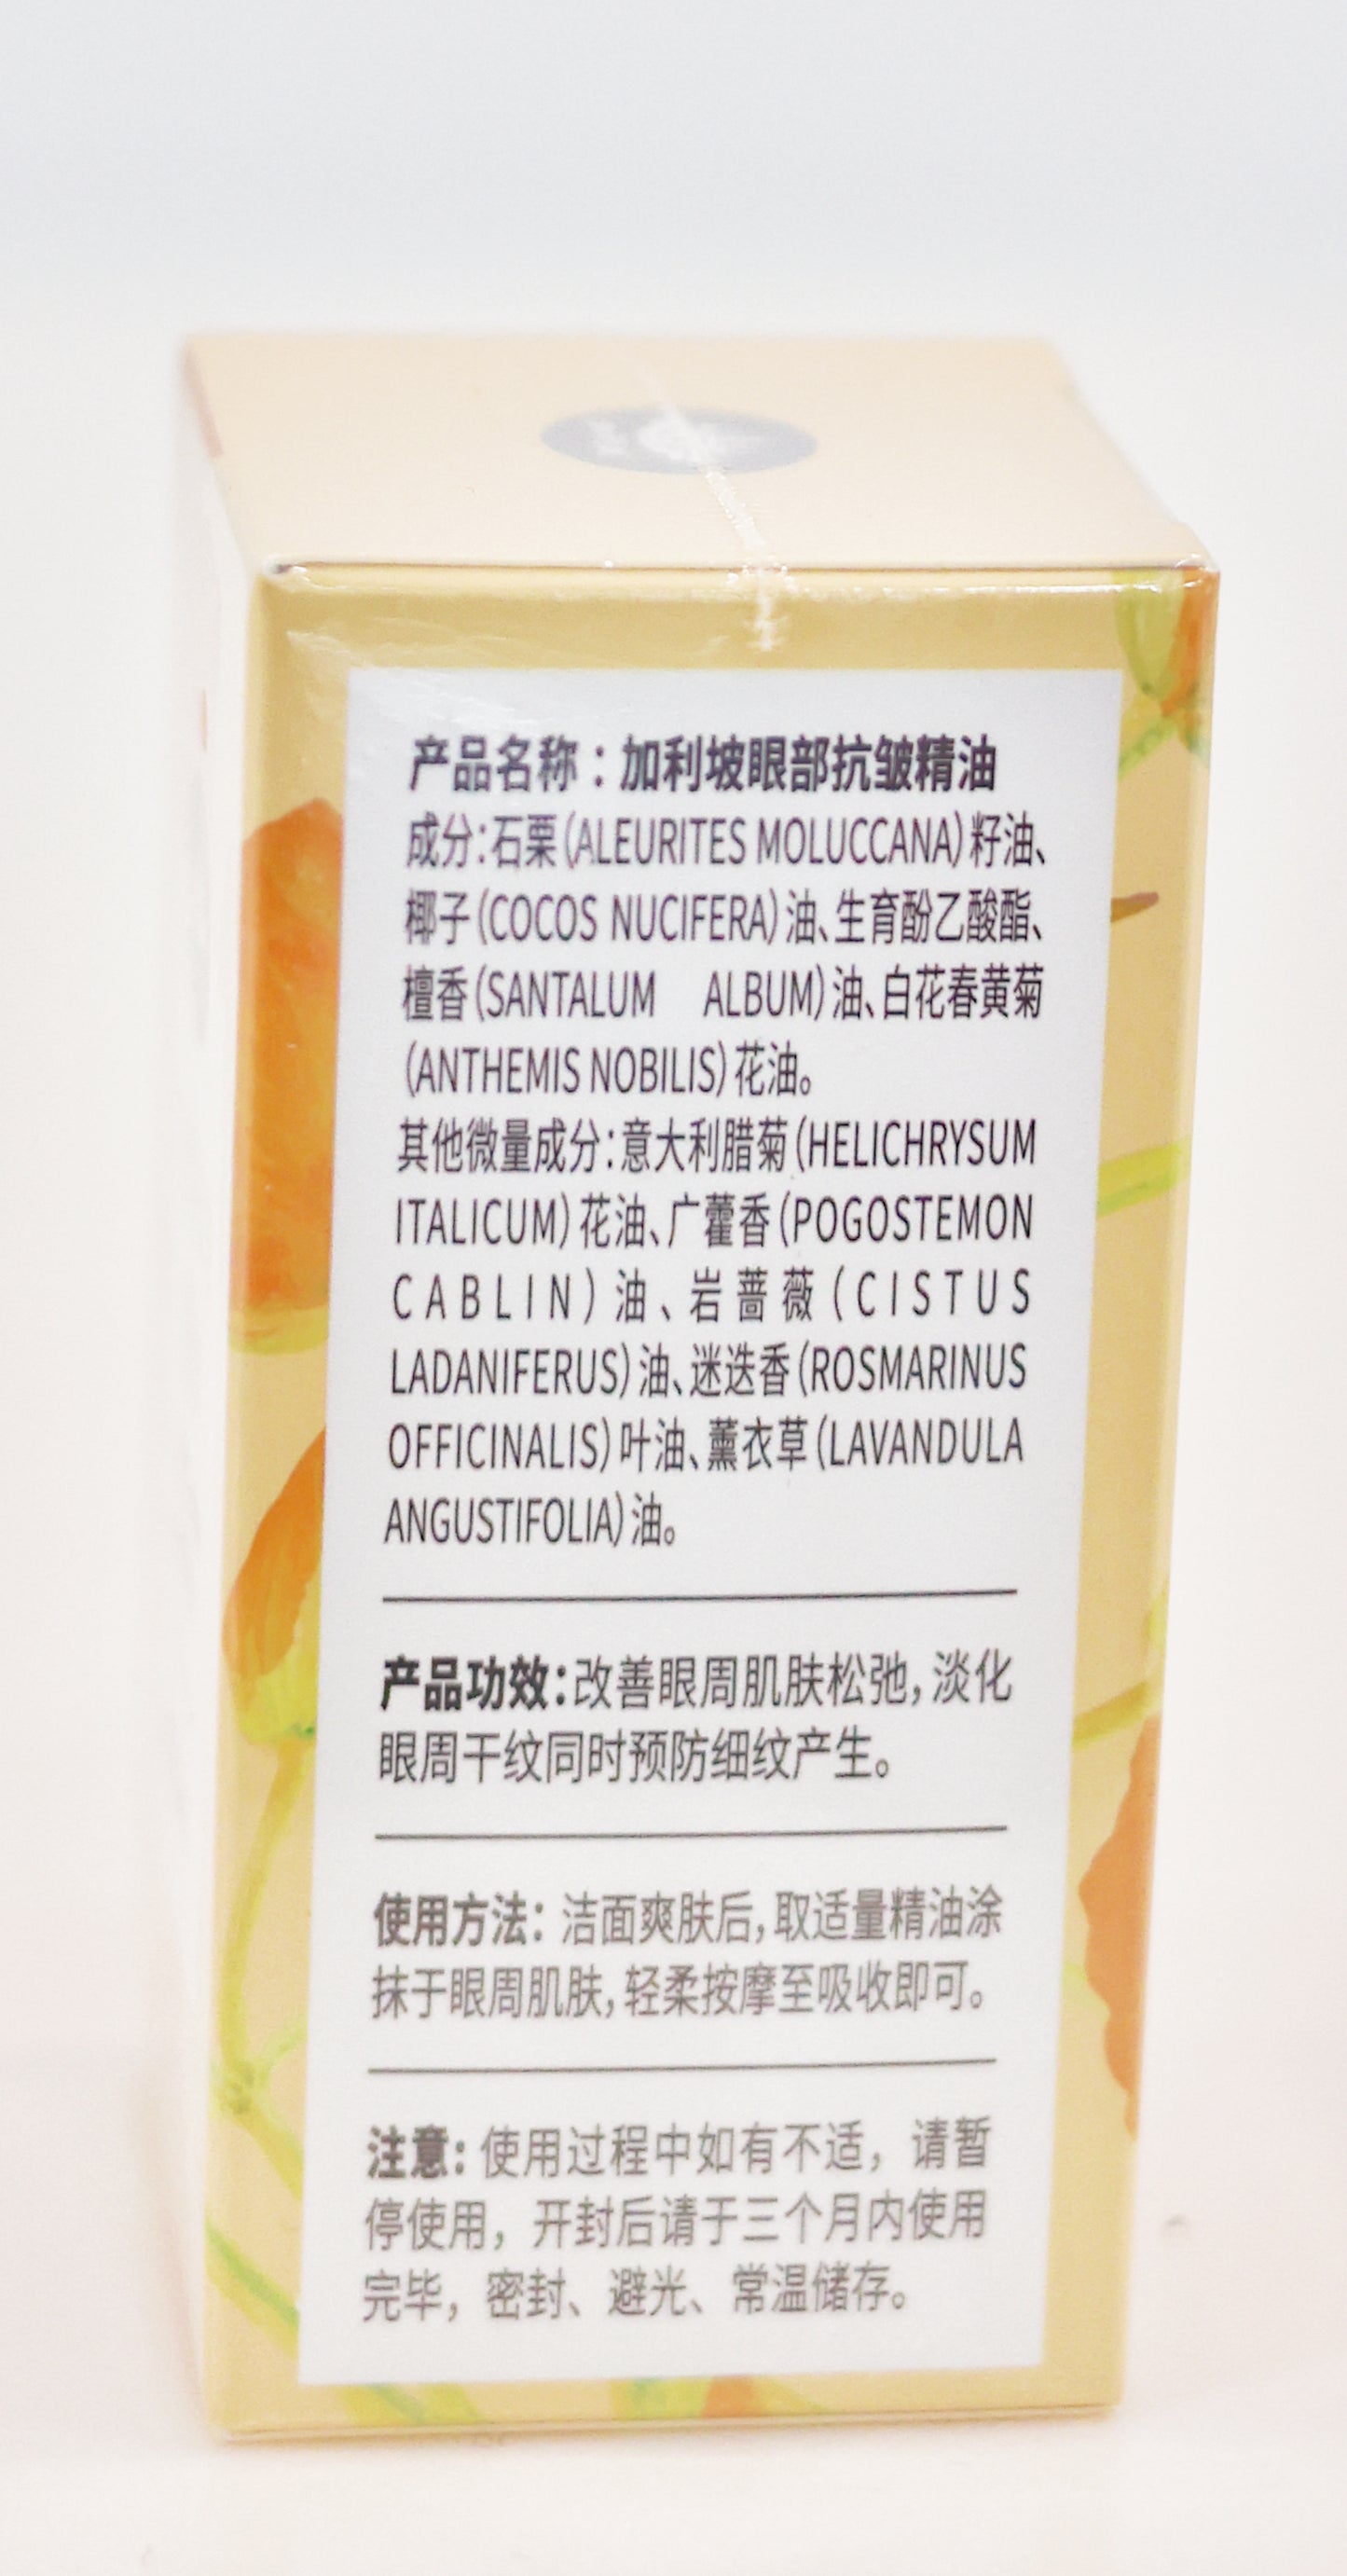 产品名称：加利坡眼部抗皱精油
成分：石栗（ALEURITES MOLUCCANA）籽油、
椰子（COCOS NUCIFERA）油、生育酚乙酸酯、
檀香（SANTALUM ALBUM）油、白花春黄菊
（ANTHEMIS NOBILIS）花油。
其他微量成分：意大利腊菊（HELICHRYSUM
ITALICUM）花油、广藿香（POGOSTEMON
CABLIN）油、岩蔷薇（CISTUS
LADANIFERUS）油、迷迭香（ROSMARINUS
OFFICINALIS）叶油、薰衣草（LAVANDULA
ANGUSTIFOLIA）油。
产品功效：改善眼周肌肤松弛，淡化
眼周干纹同时预防细纹产生。
使用方法：洁面爽肤后，取适量精油涂
抹于眼周肌肤，轻柔按摩至吸收即可。
注意：使用过程中如有不适，请暂
停使用，开封后请于三个月内使用
完毕，密封、避光、常温储存。